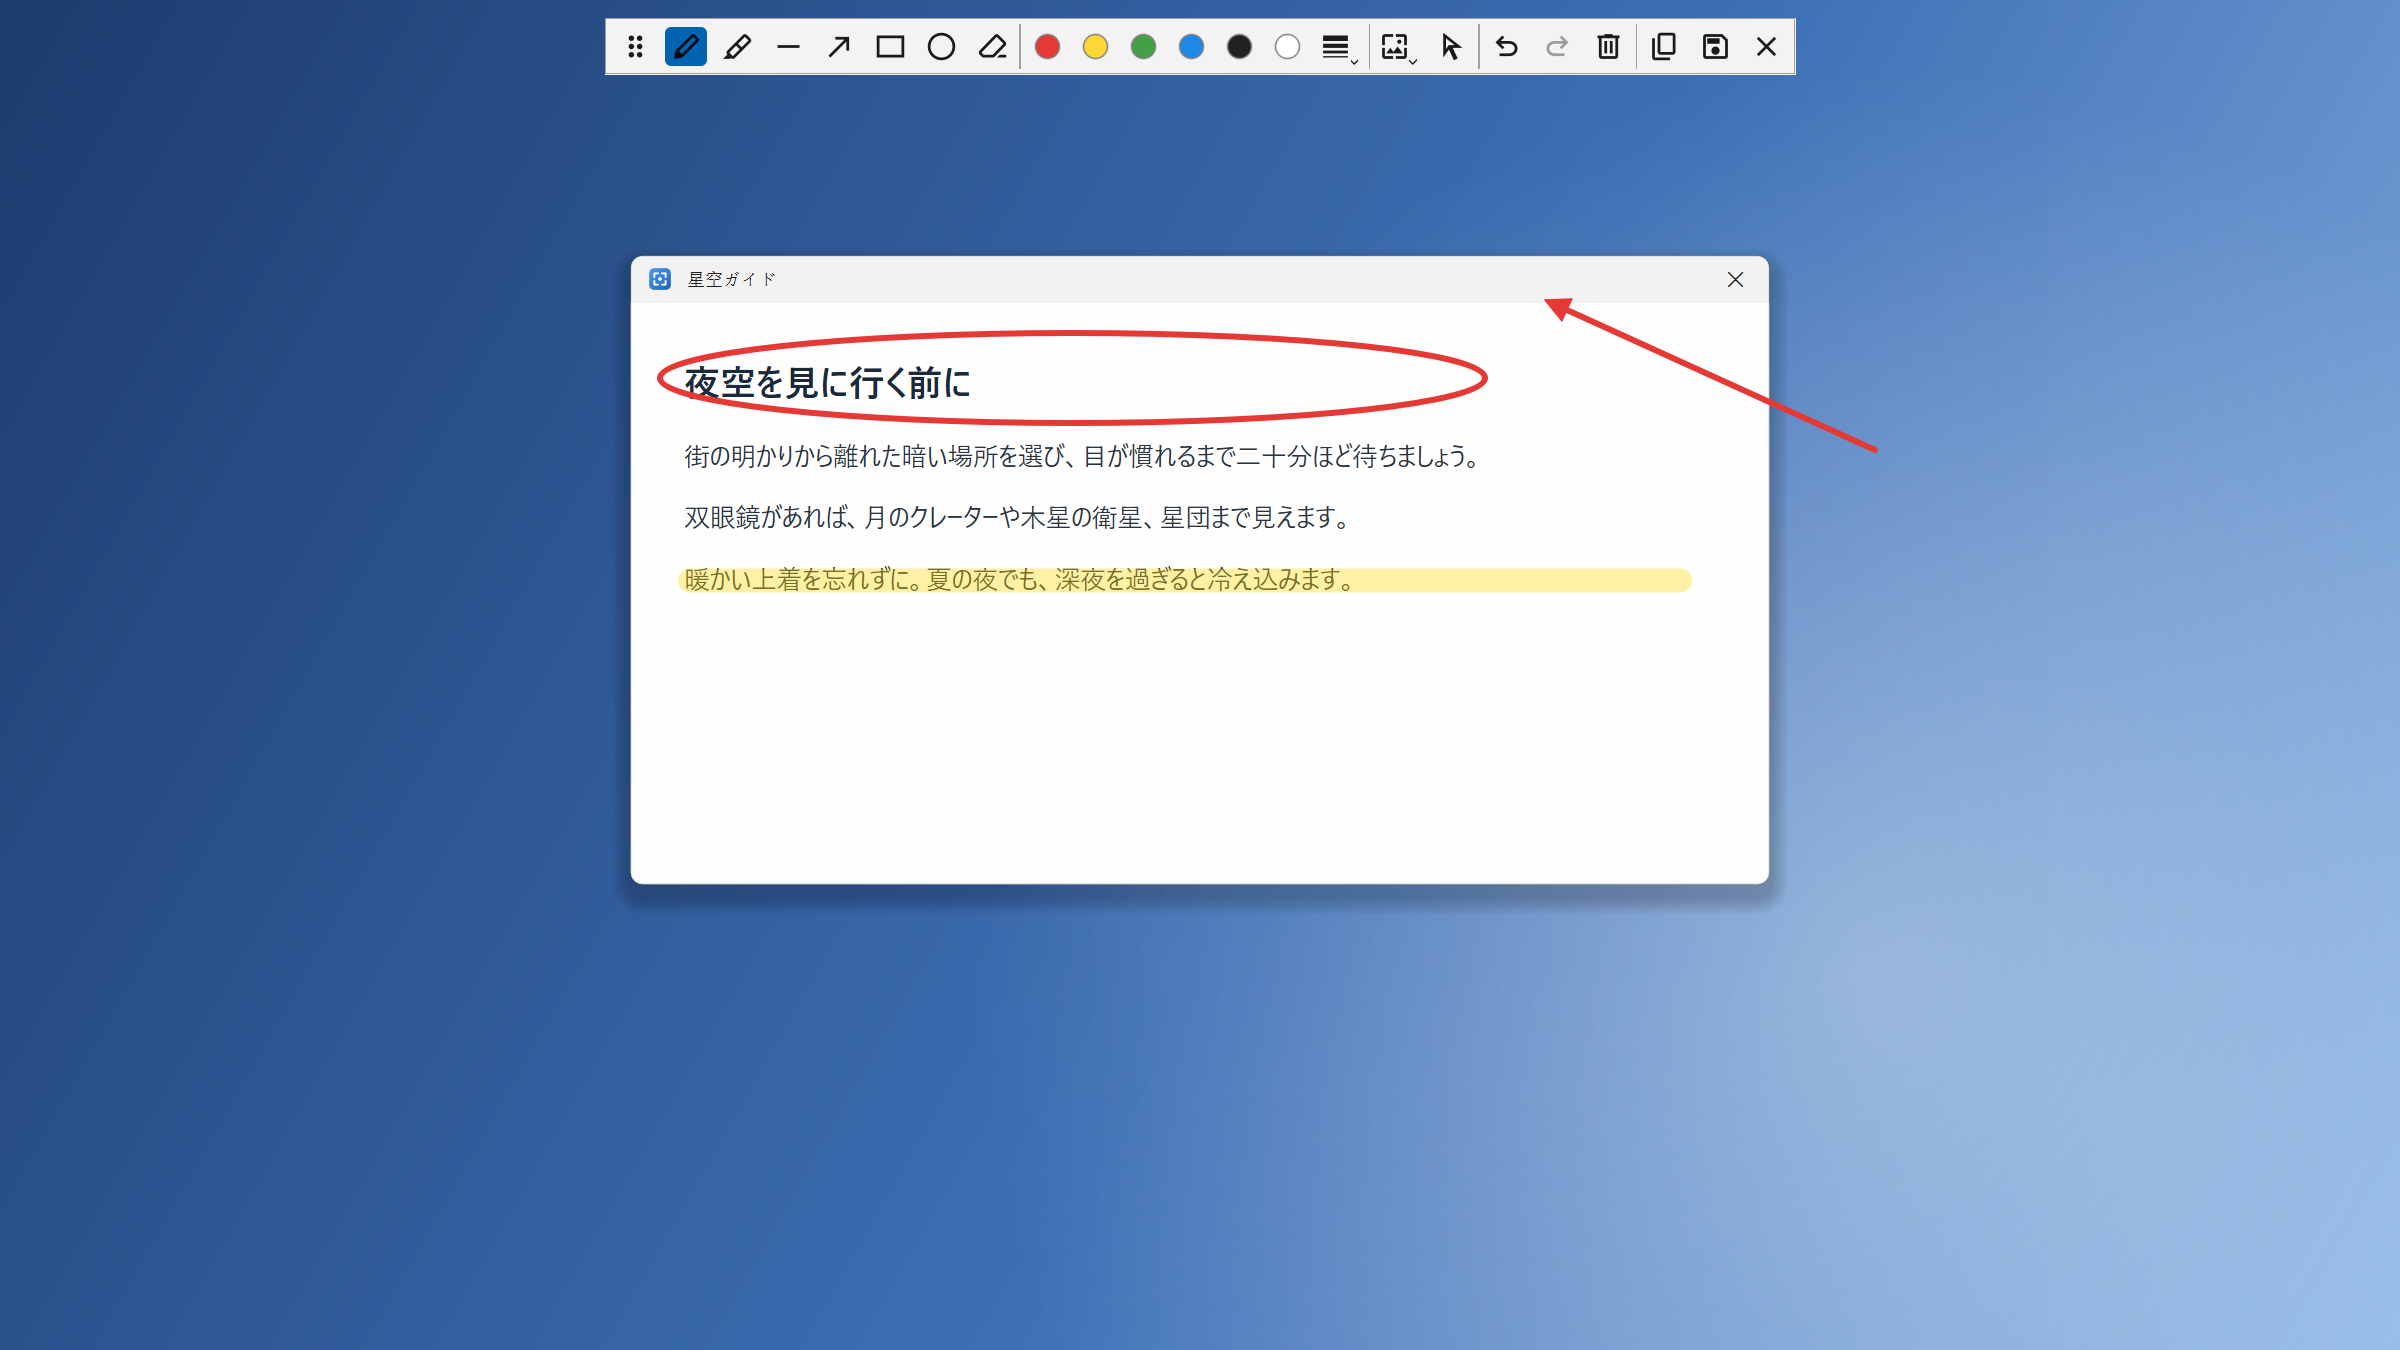 星空ガイド
夜空を見に行く前に
街の明かりから離れた暗い場所を選び、目が慣れるまで二十分ほど待ちましょう。
双眼鏡があれば、月のクレーターや木星の衛星、星団まで見えます。
暖かい上着を忘れずに。夏の夜でも、深夜を過ぎると冷え込みます。